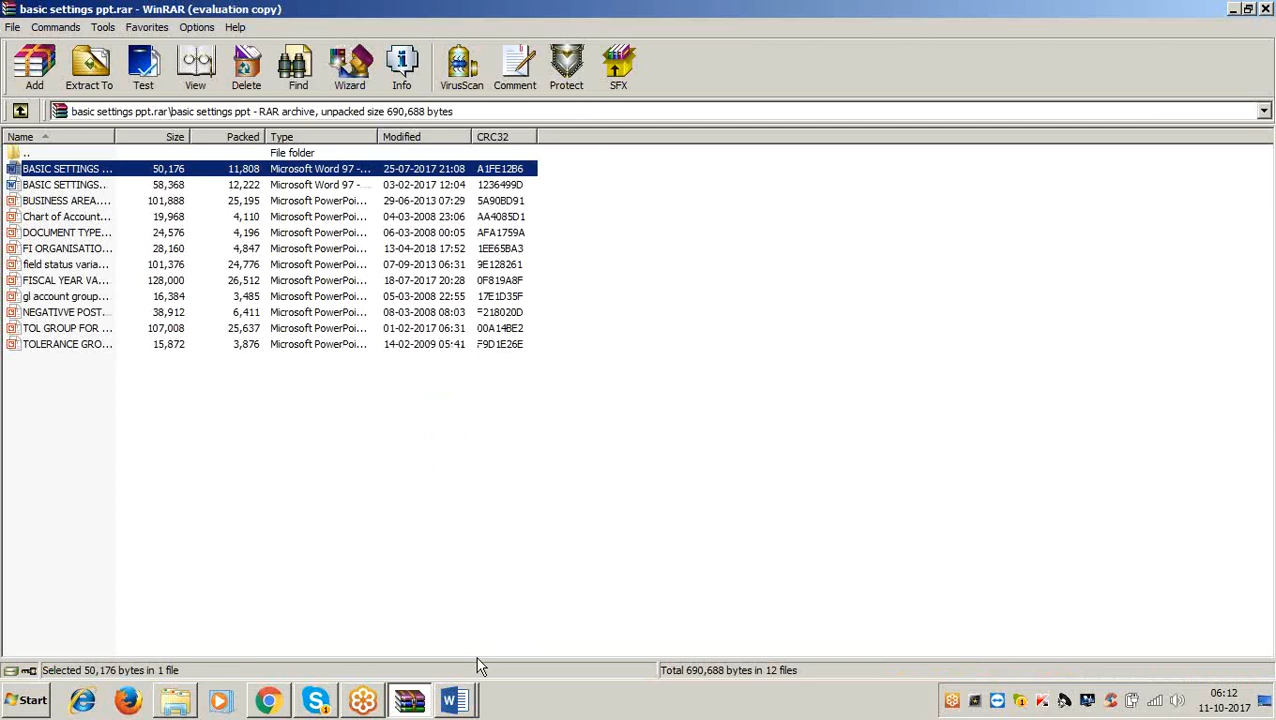 basic settings ppt.rar - WinRAR (evaluation copy)
File Commands Tools Favorites Options Help
Add Extract To Test View Delete Find Wizard Info VirusScan Comment Protect SFX
basic settings ppt.rar\basic settings ppt - RAR archive, unpacked size 690,688 bytes
Name Size Packed Type Modified CRC32
.. File folder
BASIC SETTINGS ... 50,176 11,808 Microsoft Word 97 -... 25-07-2017 21:08 A1FE12B6
BASIC SETTINGS... 58,368 12,222 Microsoft Word 97 -... 03-02-2017 12:04 1236499D
BUSINESS AREA.... 101,888 25,195 Microsoft PowerPoi... 29-06-2013 07:29 5A90BD91
Chart of Account... 19,968 4,110 Microsoft PowerPoi... 04-03-2008 23:06 AA4085D1
DOCUMENT TYPE... 24,576 4,196 Microsoft PowerPoi... 06-03-2008 00:05 AFA1759A
FI ORGANISATIO... 28,160 4,847 Microsoft PowerPoi... 13-04-2018 17:52 1EE65BA3
field status varia... 101,376 24,776 Microsoft PowerPoi... 07-09-2013 06:31 9E128261
FISCAL YEAR VA... 128,000 26,512 Microsoft PowerPoi... 18-07-2017 20:28 0F819A8F
gl account group... 16,384 3,485 Microsoft PowerPoi... 05-03-2008 22:55 17E1D35F
NEGATIVVE POST... 38,912 6,411 Microsoft PowerPoi... 08-03-2008 08:03 F218020D
TOL GROUP FOR ... 107,008 25,637 Microsoft PowerPoi... 01-02-2017 06:31 00A14BE2
TOLERANCE GRO... 15,872 3,876 Microsoft PowerPoi... 14-02-2009 05:41 F9D1E26E
Selected 50,176 bytes in 1 file Total 690,688 bytes in 12 files
Start 06:12
11-10-2017